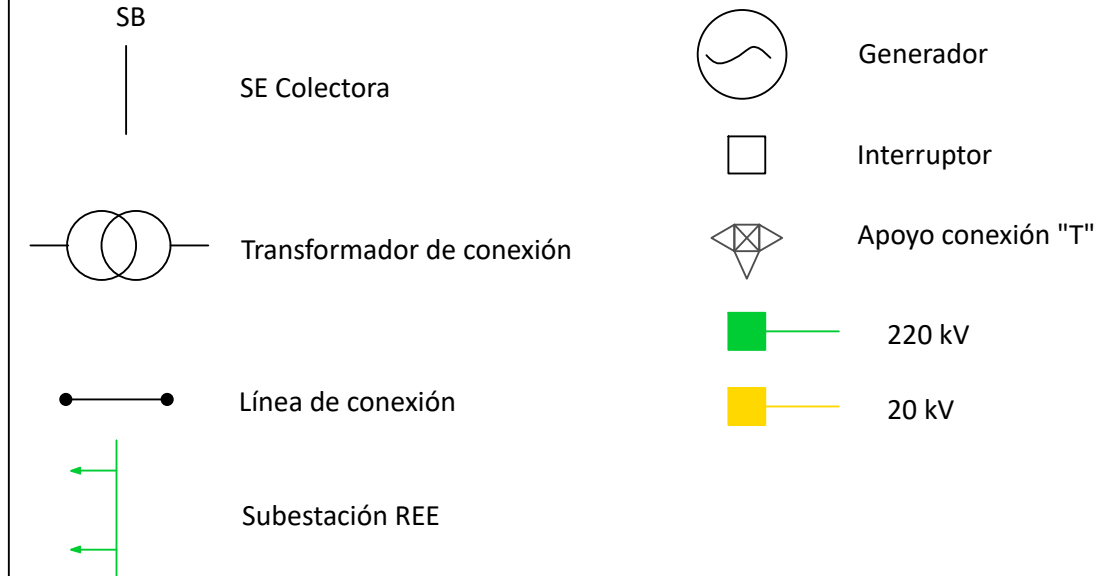 SB
SE Colectora
Transformador de conexión
Línea de conexión
Subestación REE
Generador
Interruptor
Apoyo conexión "T"
220 kV
20 kV